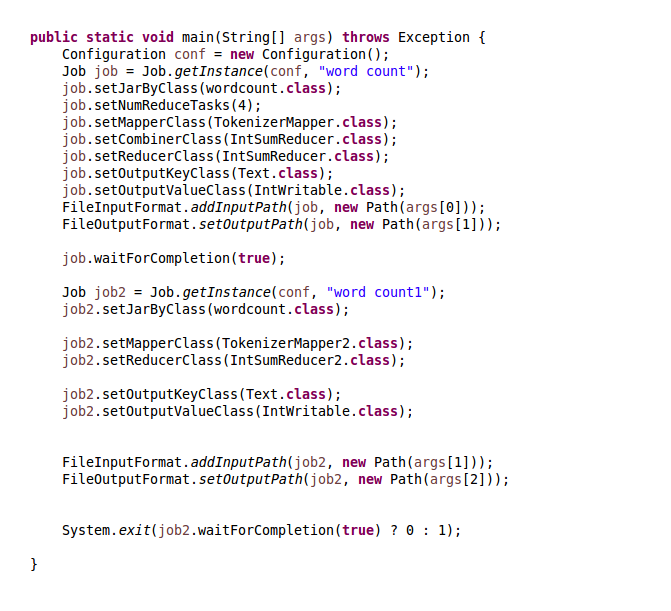 public static void main(String[] args) throws Exception {
    Configuration conf = new Configuration();
    Job job = Job.getInstance(conf, "word count");
    job.setJarByClass(wordcount.class);
    job.setNumReduceTasks(4);
    job.setMapperClass(TokenizerMapper.class);
    job.setCombinerClass(IntSumReducer.class);
    job.setReducerClass(IntSumReducer.class);
    job.setOutputKeyClass(Text.class);
    job.setOutputValueClass(IntWritable.class);
    FileInputFormat.addInputPath(job, new Path(args[0]));
    FileOutputFormat.setOutputPath(job, new Path(args[1]));

    job.waitForCompletion(true);

    Job job2 = Job.getInstance(conf, "word count1");
    job2.setJarByClass(wordcount.class);

    job2.setMapperClass(TokenizerMapper2.class);
    job2.setReducerClass(IntSumReducer2.class);

    job2.setOutputKeyClass(Text.class);
    job2.setOutputValueClass(IntWritable.class);


    FileInputFormat.addInputPath(job2, new Path(args[1]));
    FileOutputFormat.setOutputPath(job2, new Path(args[2]));


    System.exit(job2.waitForCompletion(true) ? 0 : 1);

}